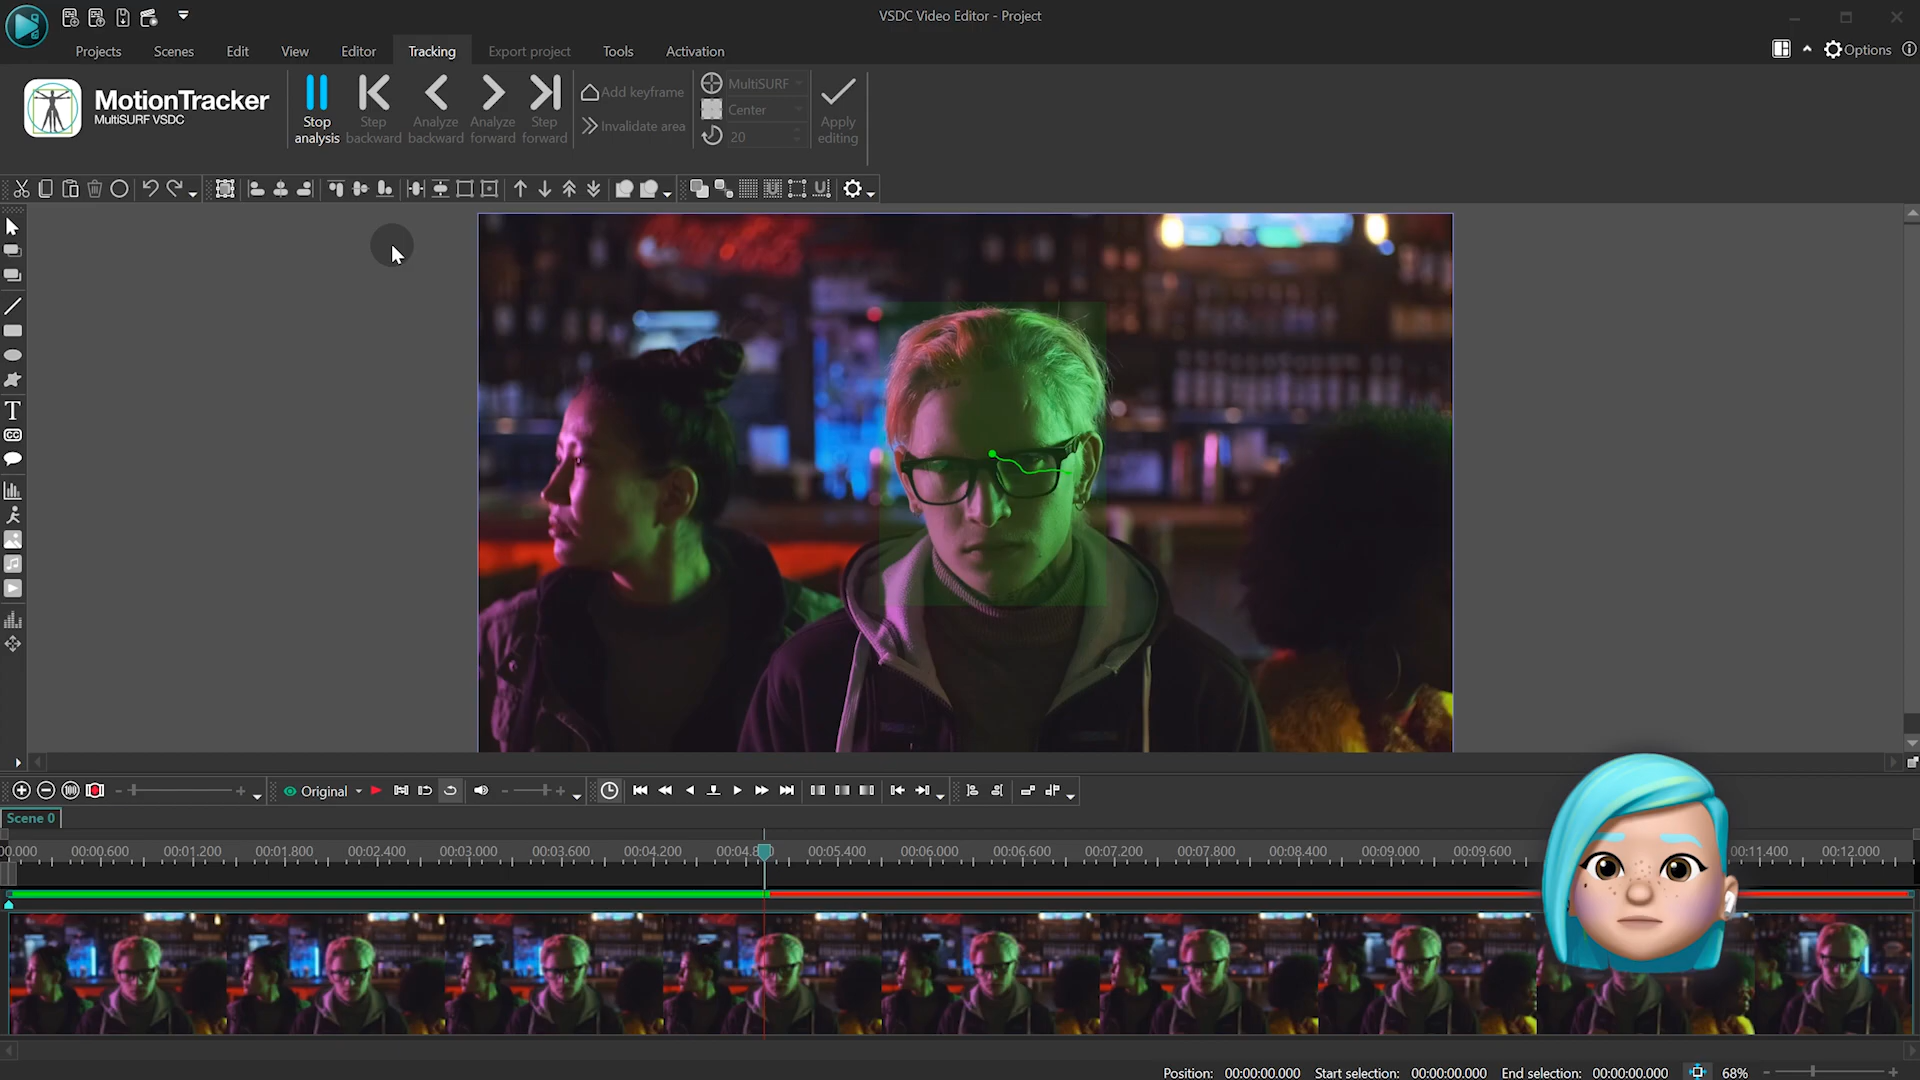 VSDC Video Editor - Project
Projects Scenes Edit View Editor Tracking Export project Tools Activation Options
MotionTracker
MultiSURF VSDC
Stop analysis
Step backward
Analyze backward
Analyze forward
Step forward
Add keyframe
Invalidate area
MultiSURF
Center
20
Apply editing
T
CC
100 Original
Scene 0
00:00.600 00:01.200 00:01.800 00:02.400 00:03.000 00:03.600 00:04.200 00:05.400 00:06.000 00:06.600 00:07.200 00:07.800 00:08.400 00:09.000 00:09.600 00:11.400 00:12.000
Position: 00:00:00.000 Start selection: 00:00:00.000 End selection: 00:00:00.000 68%